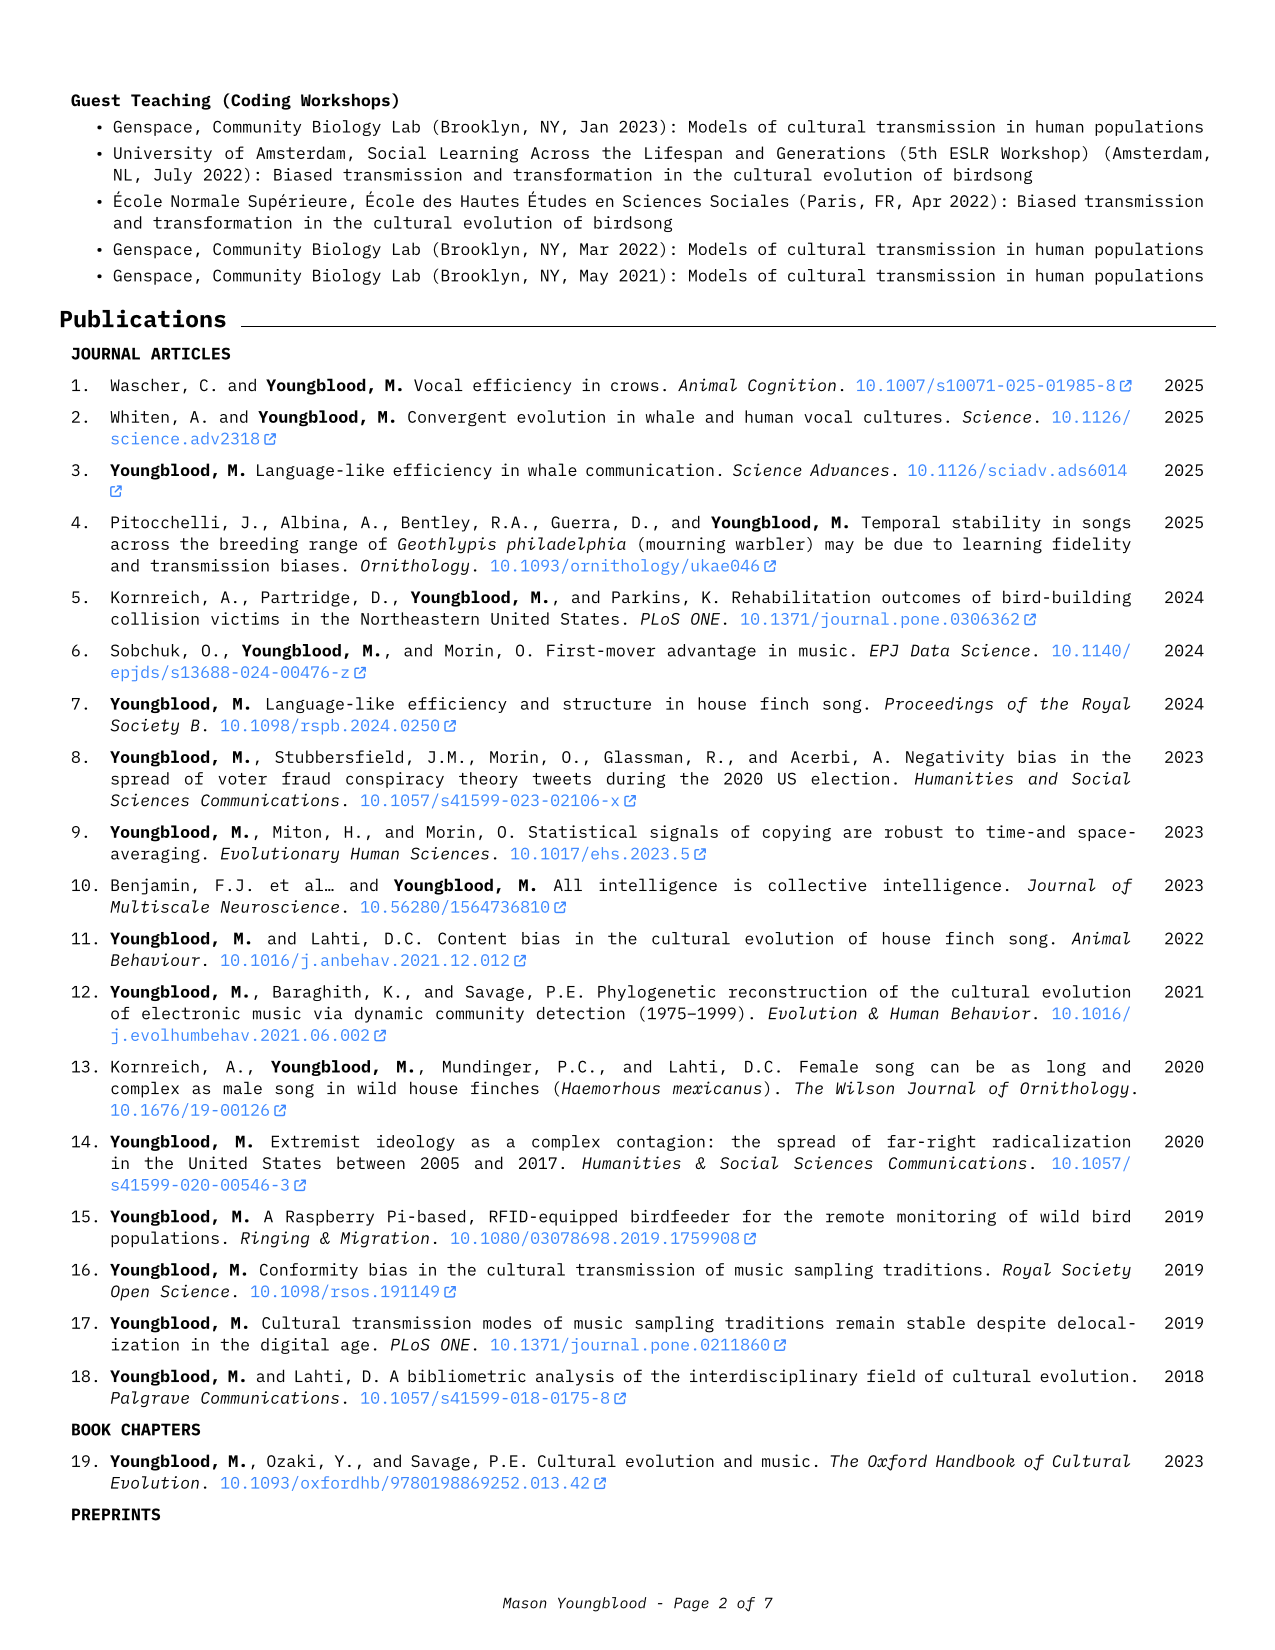 Guest Teaching (Coding Workshops)
• Genspace, Community Biology Lab (Brooklyn, NY, Jan 2023): Models of cultural transmission in human populations
• University of Amsterdam, Social Learning Across the Lifespan and Generations (5th ESLR Workshop) (Amsterdam,
NL, July 2022): Biased transmission and transformation in the cultural evolution of birdsong
• École Normale Supérieure, École des Hautes Études en Sciences Sociales (Paris, FR, Apr 2022): Biased transmission
and transformation in the cultural evolution of birdsong
• Genspace, Community Biology Lab (Brooklyn, NY, Mar 2022): Models of cultural transmission in human populations
• Genspace, Community Biology Lab (Brooklyn, NY, May 2021): Models of cultural transmission in human populations
Publications
JOURNAL ARTICLES
1. Wascher, C. and Youngblood, M. Vocal efficiency in crows. Animal Cognition. 10.1007/s10071-025-01985-8 2025
2. Whiten, A. and Youngblood, M. Convergent evolution in whale and human vocal cultures. Science. 10.1126/ 2025
science.adv2318
3. Youngblood, M. Language-like efficiency in whale communication. Science Advances. 10.1126/sciadv.ads6014 2025
4. Pitocchelli, J., Albina, A., Bentley, R.A., Guerra, D., and Youngblood, M. Temporal stability in songs 2025
across the breeding range of Geothlypis philadelphia (mourning warbler) may be due to learning fidelity
and transmission biases. Ornithology. 10.1093/ornithology/ukae046
5. Kornreich, A., Partridge, D., Youngblood, M., and Parkins, K. Rehabilitation outcomes of bird-building 2024
collision victims in the Northeastern United States. PLoS ONE. 10.1371/journal.pone.0306362
6. Sobchuk, O., Youngblood, M., and Morin, O. First-mover advantage in music. EPJ Data Science. 10.1140/ 2024
epjds/s13688-024-00476-z
7. Youngblood, M. Language-like efficiency and structure in house finch song. Proceedings of the Royal 2024
Society B. 10.1098/rspb.2024.0250
8. Youngblood, M., Stubbersfield, J.M., Morin, O., Glassman, R., and Acerbi, A. Negativity bias in the 2023
spread of voter fraud conspiracy theory tweets during the 2020 US election. Humanities and Social
Sciences Communications. 10.1057/s41599-023-02106-x
9. Youngblood, M., Miton, H., and Morin, O. Statistical signals of copying are robust to time-and space- 2023
averaging. Evolutionary Human Sciences. 10.1017/ehs.2023.5
10. Benjamin, F.J. et al… and Youngblood, M. All intelligence is collective intelligence. Journal of 2023
Multiscale Neuroscience. 10.56280/1564736810
11. Youngblood, M. and Lahti, D.C. Content bias in the cultural evolution of house finch song. Animal 2022
Behaviour. 10.1016/j.anbehav.2021.12.012
12. Youngblood, M., Baraghith, K., and Savage, P.E. Phylogenetic reconstruction of the cultural evolution 2021
of electronic music via dynamic community detection (1975–1999). Evolution & Human Behavior. 10.1016/
j.evolhumbehav.2021.06.002
13. Kornreich, A., Youngblood, M., Mundinger, P.C., and Lahti, D.C. Female song can be as long and 2020
complex as male song in wild house finches (Haemorhous mexicanus). The Wilson Journal of Ornithology.
10.1676/19-00126
14. Youngblood, M. Extremist ideology as a complex contagion: the spread of far-right radicalization 2020
in the United States between 2005 and 2017. Humanities & Social Sciences Communications. 10.1057/
s41599-020-00546-3
15. Youngblood, M. A Raspberry Pi-based, RFID-equipped birdfeeder for the remote monitoring of wild bird 2019
populations. Ringing & Migration. 10.1080/03078698.2019.1759908
16. Youngblood, M. Conformity bias in the cultural transmission of music sampling traditions. Royal Society 2019
Open Science. 10.1098/rsos.191149
17. Youngblood, M. Cultural transmission modes of music sampling traditions remain stable despite delocal- 2019
ization in the digital age. PLoS ONE. 10.1371/journal.pone.0211860
18. Youngblood, M. and Lahti, D. A bibliometric analysis of the interdisciplinary field of cultural evolution. 2018
Palgrave Communications. 10.1057/s41599-018-0175-8
BOOK CHAPTERS
19. Youngblood, M., Ozaki, Y., and Savage, P.E. Cultural evolution and music. The Oxford Handbook of Cultural 2023
Evolution. 10.1093/oxfordhb/9780198869252.013.42
PREPRINTS
Mason Youngblood - Page 2 of 7